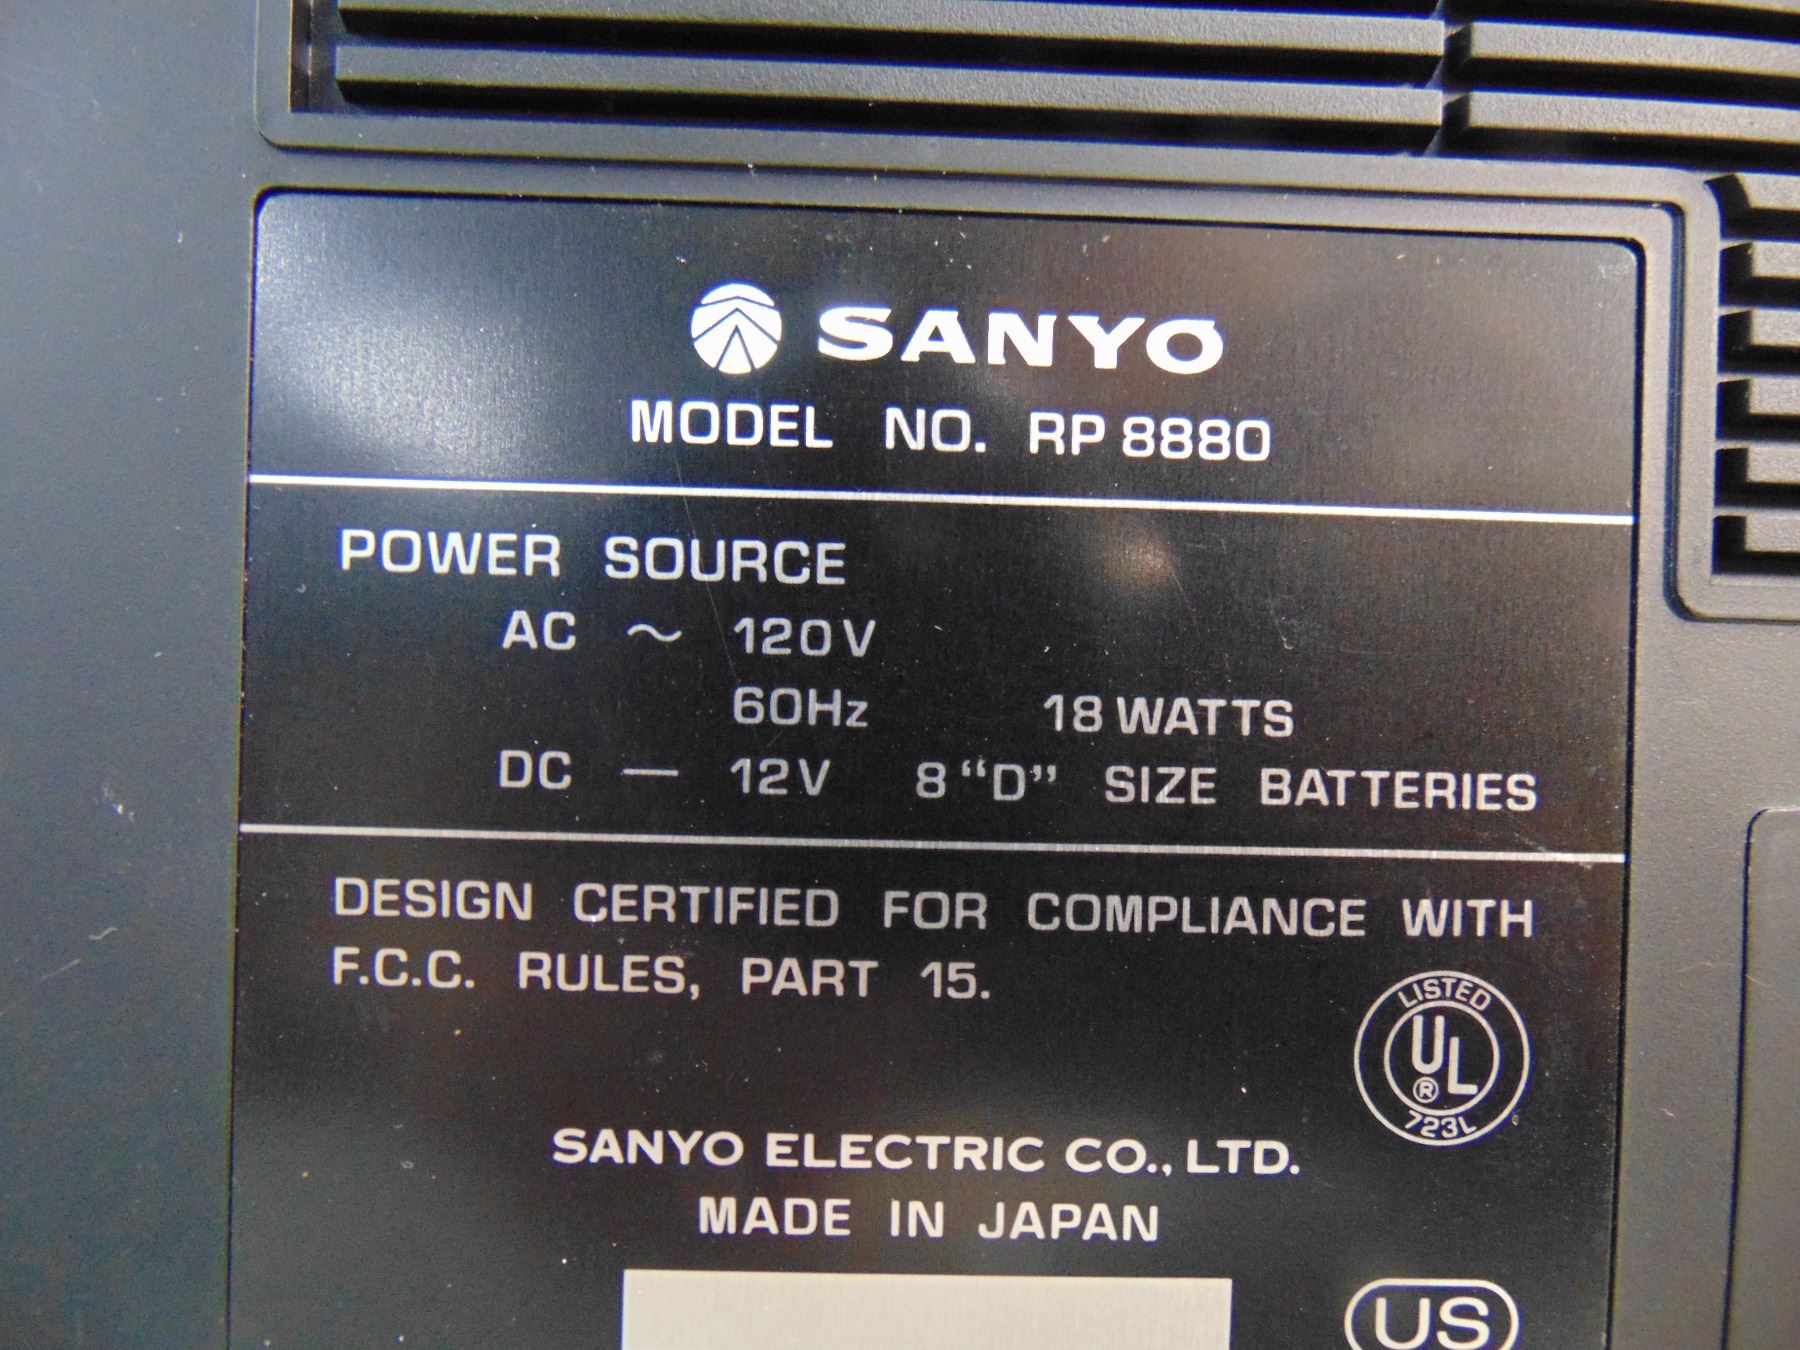 SANYO
MODEL NO. RP 8880
POWER SOURCE
AC ~ 120V
60Hz 18 WATTS
DC — 12V 8 “D” SIZE BATTERIES
DESIGN CERTIFIED FOR COMPLIANCE WITH
F.C.C. RULES, PART 15.
LISTED
UL
®
723L
SANYO ELECTRIC CO., LTD.
MADE IN JAPAN
US